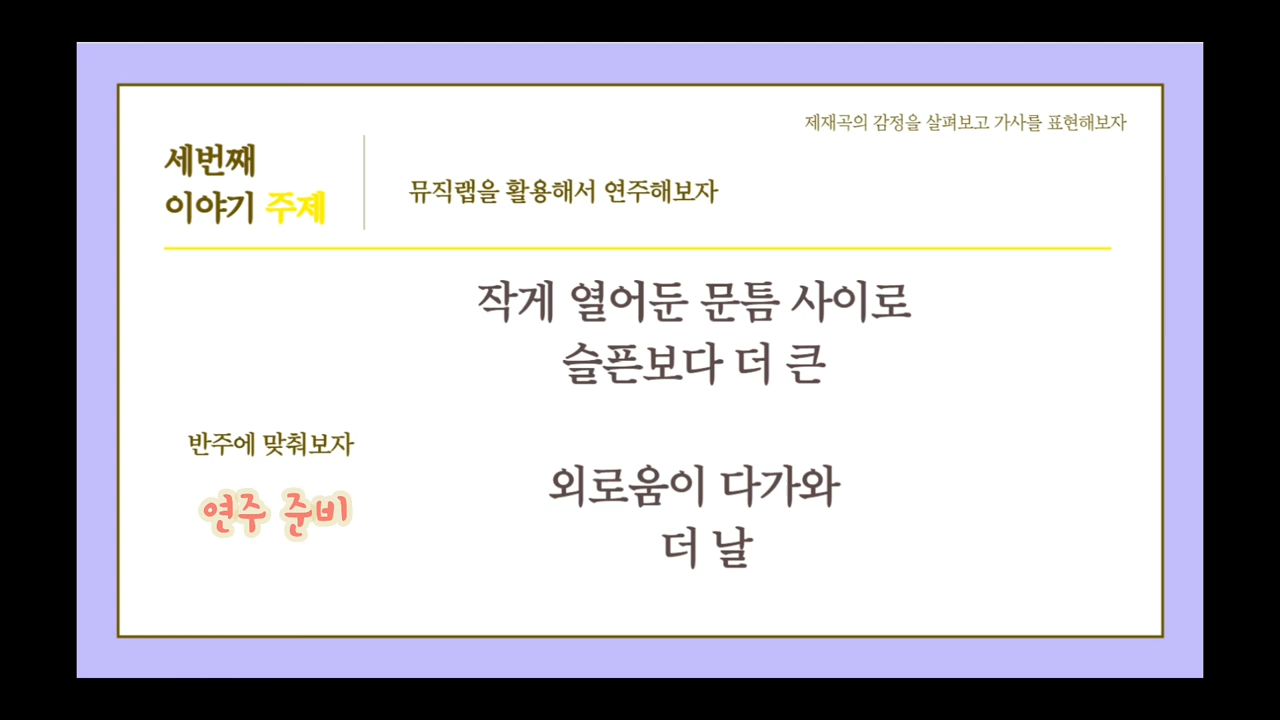 제재곡의 감정을 살펴보고 가사를 표현해보자
세번째
이야기 주제
뮤직랩을 활용해서 연주해보자
작게 열어둔 문틈 사이로
슬픈보다 더 큰
반주에 맞춰보자
연주 준비
외로움이 다가와
더 날